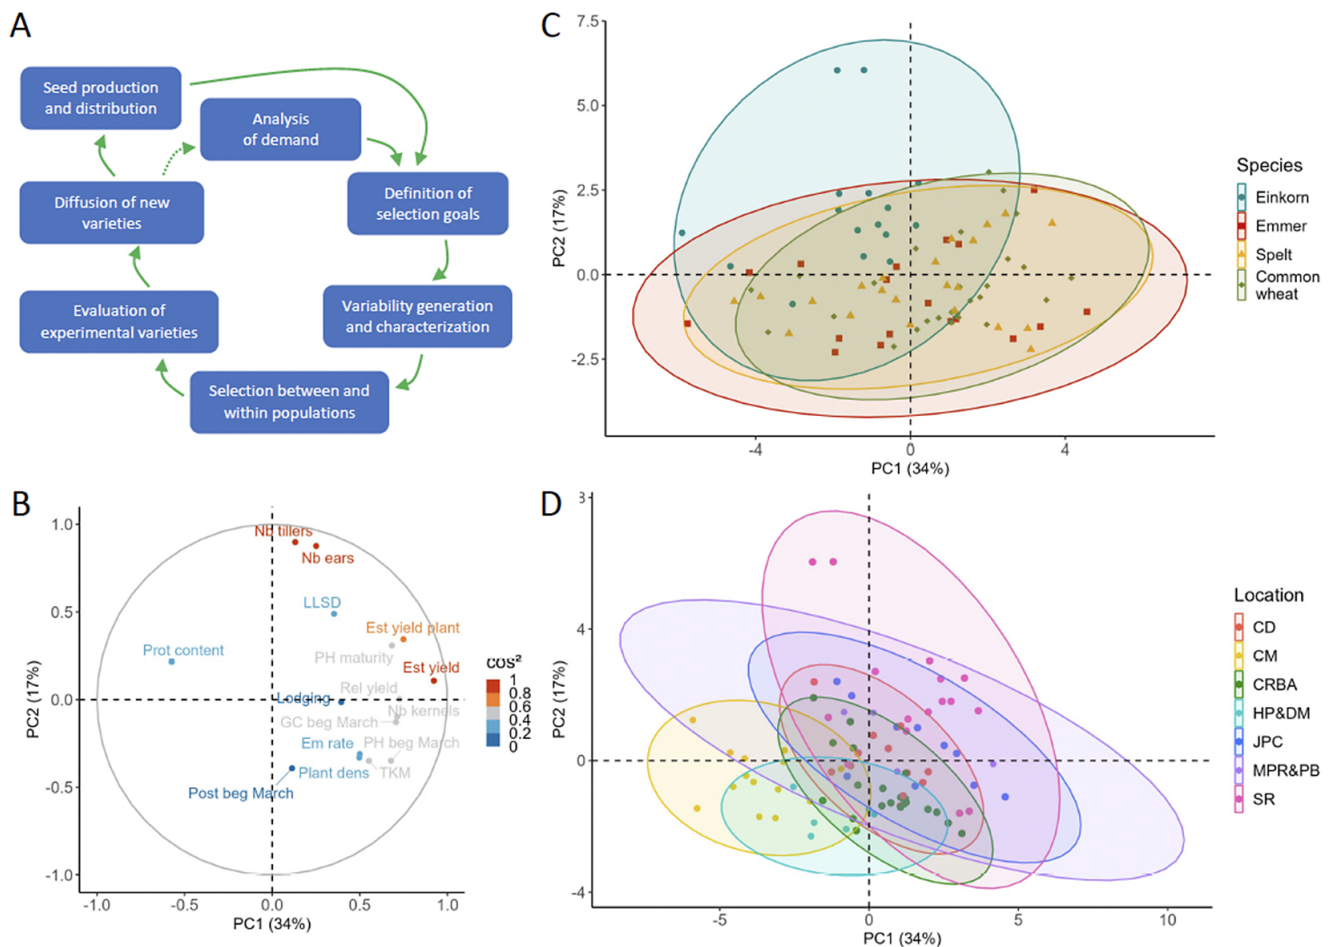 A
Seed production
and distribution
Analysis
of demand
Definition of
selection goals
Diffusion of new
varieties
Variability generation
and characterization
Evaluation of
experimental varieties
Selection between and
within populations
B
1.0
0.5
0.0
-0.5
-1.0
PC2 (17%)
Nb tillers
Nb ears
LLSD
Est yield plant
Prot content
PH maturity
Est yield
Rel yield
Lodging
Nb kernels
GC beg March
Em rate
PH beg March
Plant dens
TKM
Post beg March
cos²
1
0.8
0.6
0.4
0.2
0
-1.0
-0.5
0.0
0.5
1.0
PC1 (34%)
C
7.5
5.0
2.5
0.0
-2.5
PC2 (17%)
-4
0
4
PC1 (34%)
Species
Einkorn
Emmer
Spelt
Common
wheat
D
8
4
0
-4
PC2 (17%)
-5
0
5
10
PC1 (34%)
Location
CD
CM
CRBA
HP&DM
JPC
MPR&PB
SR